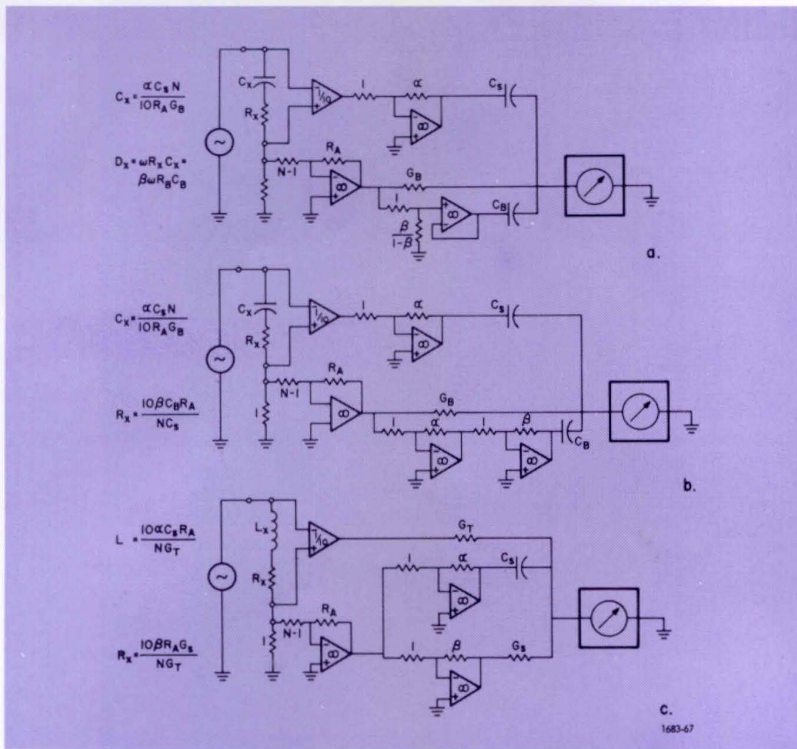 Cx = αCsN / 10RAGB
Dx = ωRxCx = βωRBCB
Cx
Rx
-
+
1/10
1
α
-
+
∞
Cs
N-1
RA
-
+
∞
GB
1
β / 1-β
+
-
∞
CB
a.
Cx = αCsN / 10RAGB
Rx = 10βCBRA / NCs
Cx
Rx
1
-
+
1/10
1
α
-
+
∞
Cs
N-1
RA
-
+
∞
GB
1
α
-
+
∞
1
β
-
+
∞
CB
b.
L = 10αCsRA / NGT
Rx = 10βRAGs / NGT
Lx
Rx
1
-
+
1/10
GT
N-1
RA
-
+
∞
1
α
-
+
∞
Cs
1
β
-
+
∞
Gs
c.
1683-67